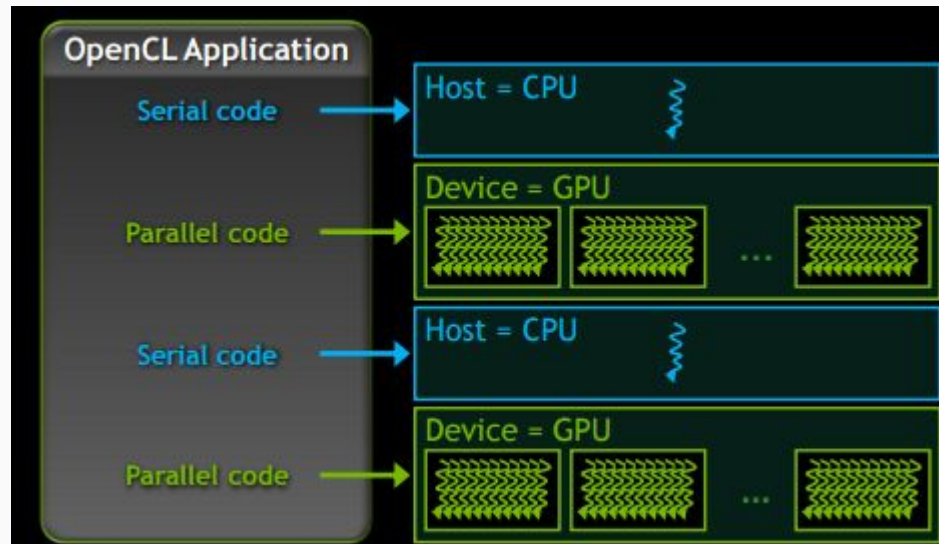 OpenCL Application
Serial code
Host = CPU
Parallel code
Device = GPU
...
Serial code
Host = CPU
Parallel code
Device = GPU
...